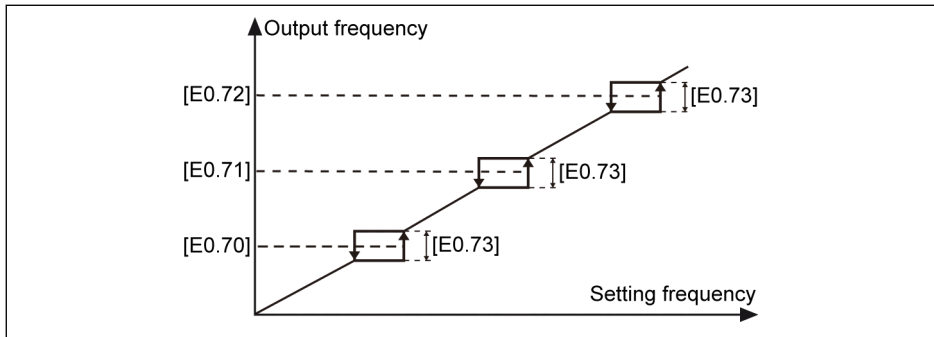 Output frequency
[E0.72]
[E0.73]
[E0.71]
[E0.73]
[E0.70]
[E0.73]
Setting frequency